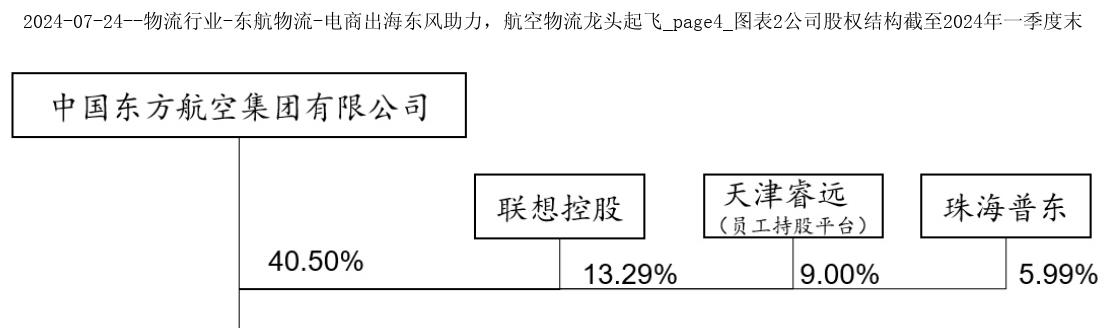 2024-07-24--物流行业-东航物流-电商出海东风助力，航空物流龙头起飞_page4_图表2公司股权结构截至2024年一季度末
中国东方航空集团有限公司
联想控股
天津睿远
（员工持股平台）
珠海普东
40.50%
13.29%
9.00%
5.99%